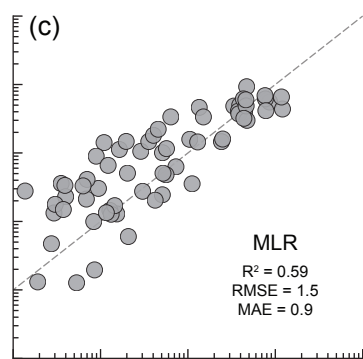 (c)
MLR
R² = 0.59
RMSE = 1.5
MAE = 0.9